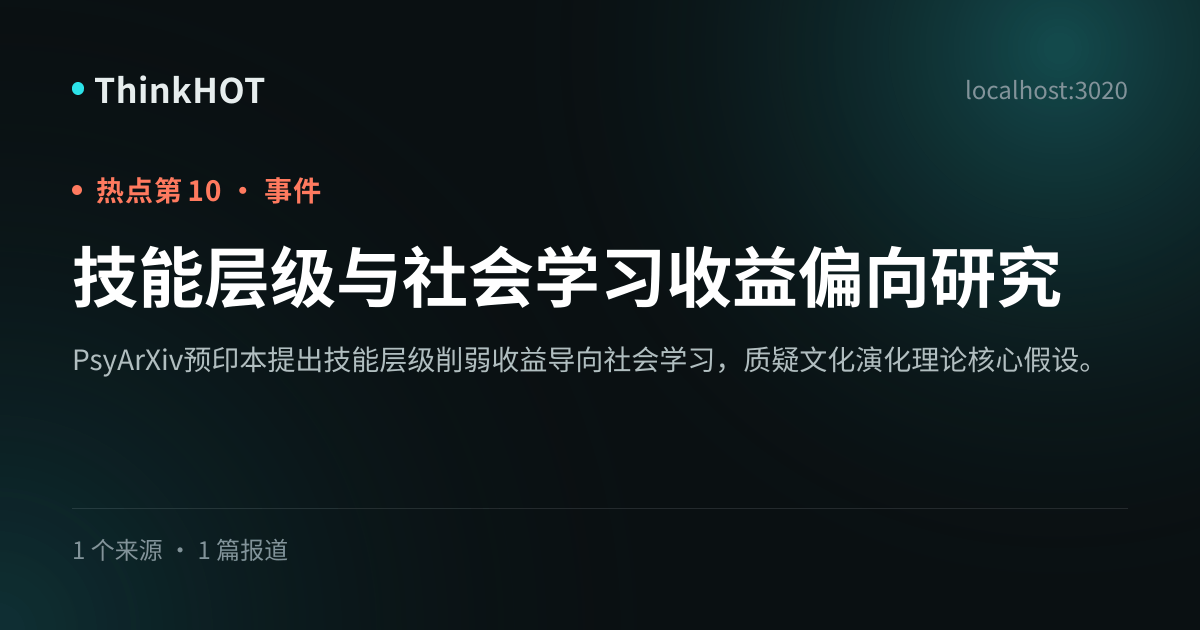 ThinkHOT
localhost:3020
热点第 10 · 事件
技能层级与社会学习收益偏向研究
PsyArXiv预印本提出技能层级削弱收益导向社会学习，质疑文化演化理论核心假设。
1 个来源 · 1 篇报道